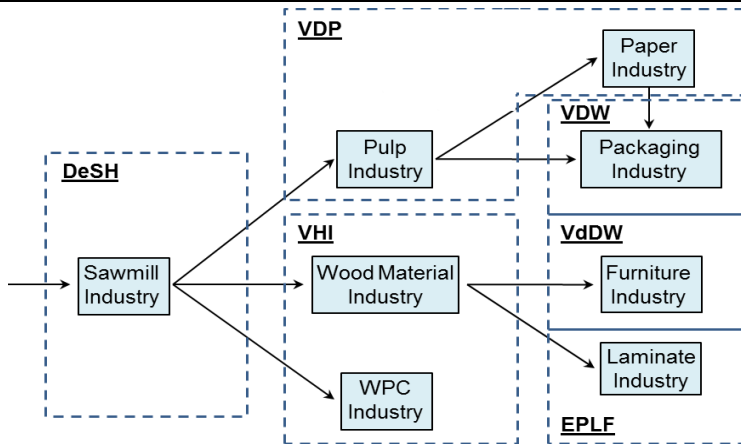 VDP
Paper
Industry
VDW
Pulp
Industry
Packaging
Industry
DeSH
VHI
VdDW
Sawmill
Industry
Wood Material
Industry
Furniture
Industry
WPC
Industry
Laminate
Industry
EPLF